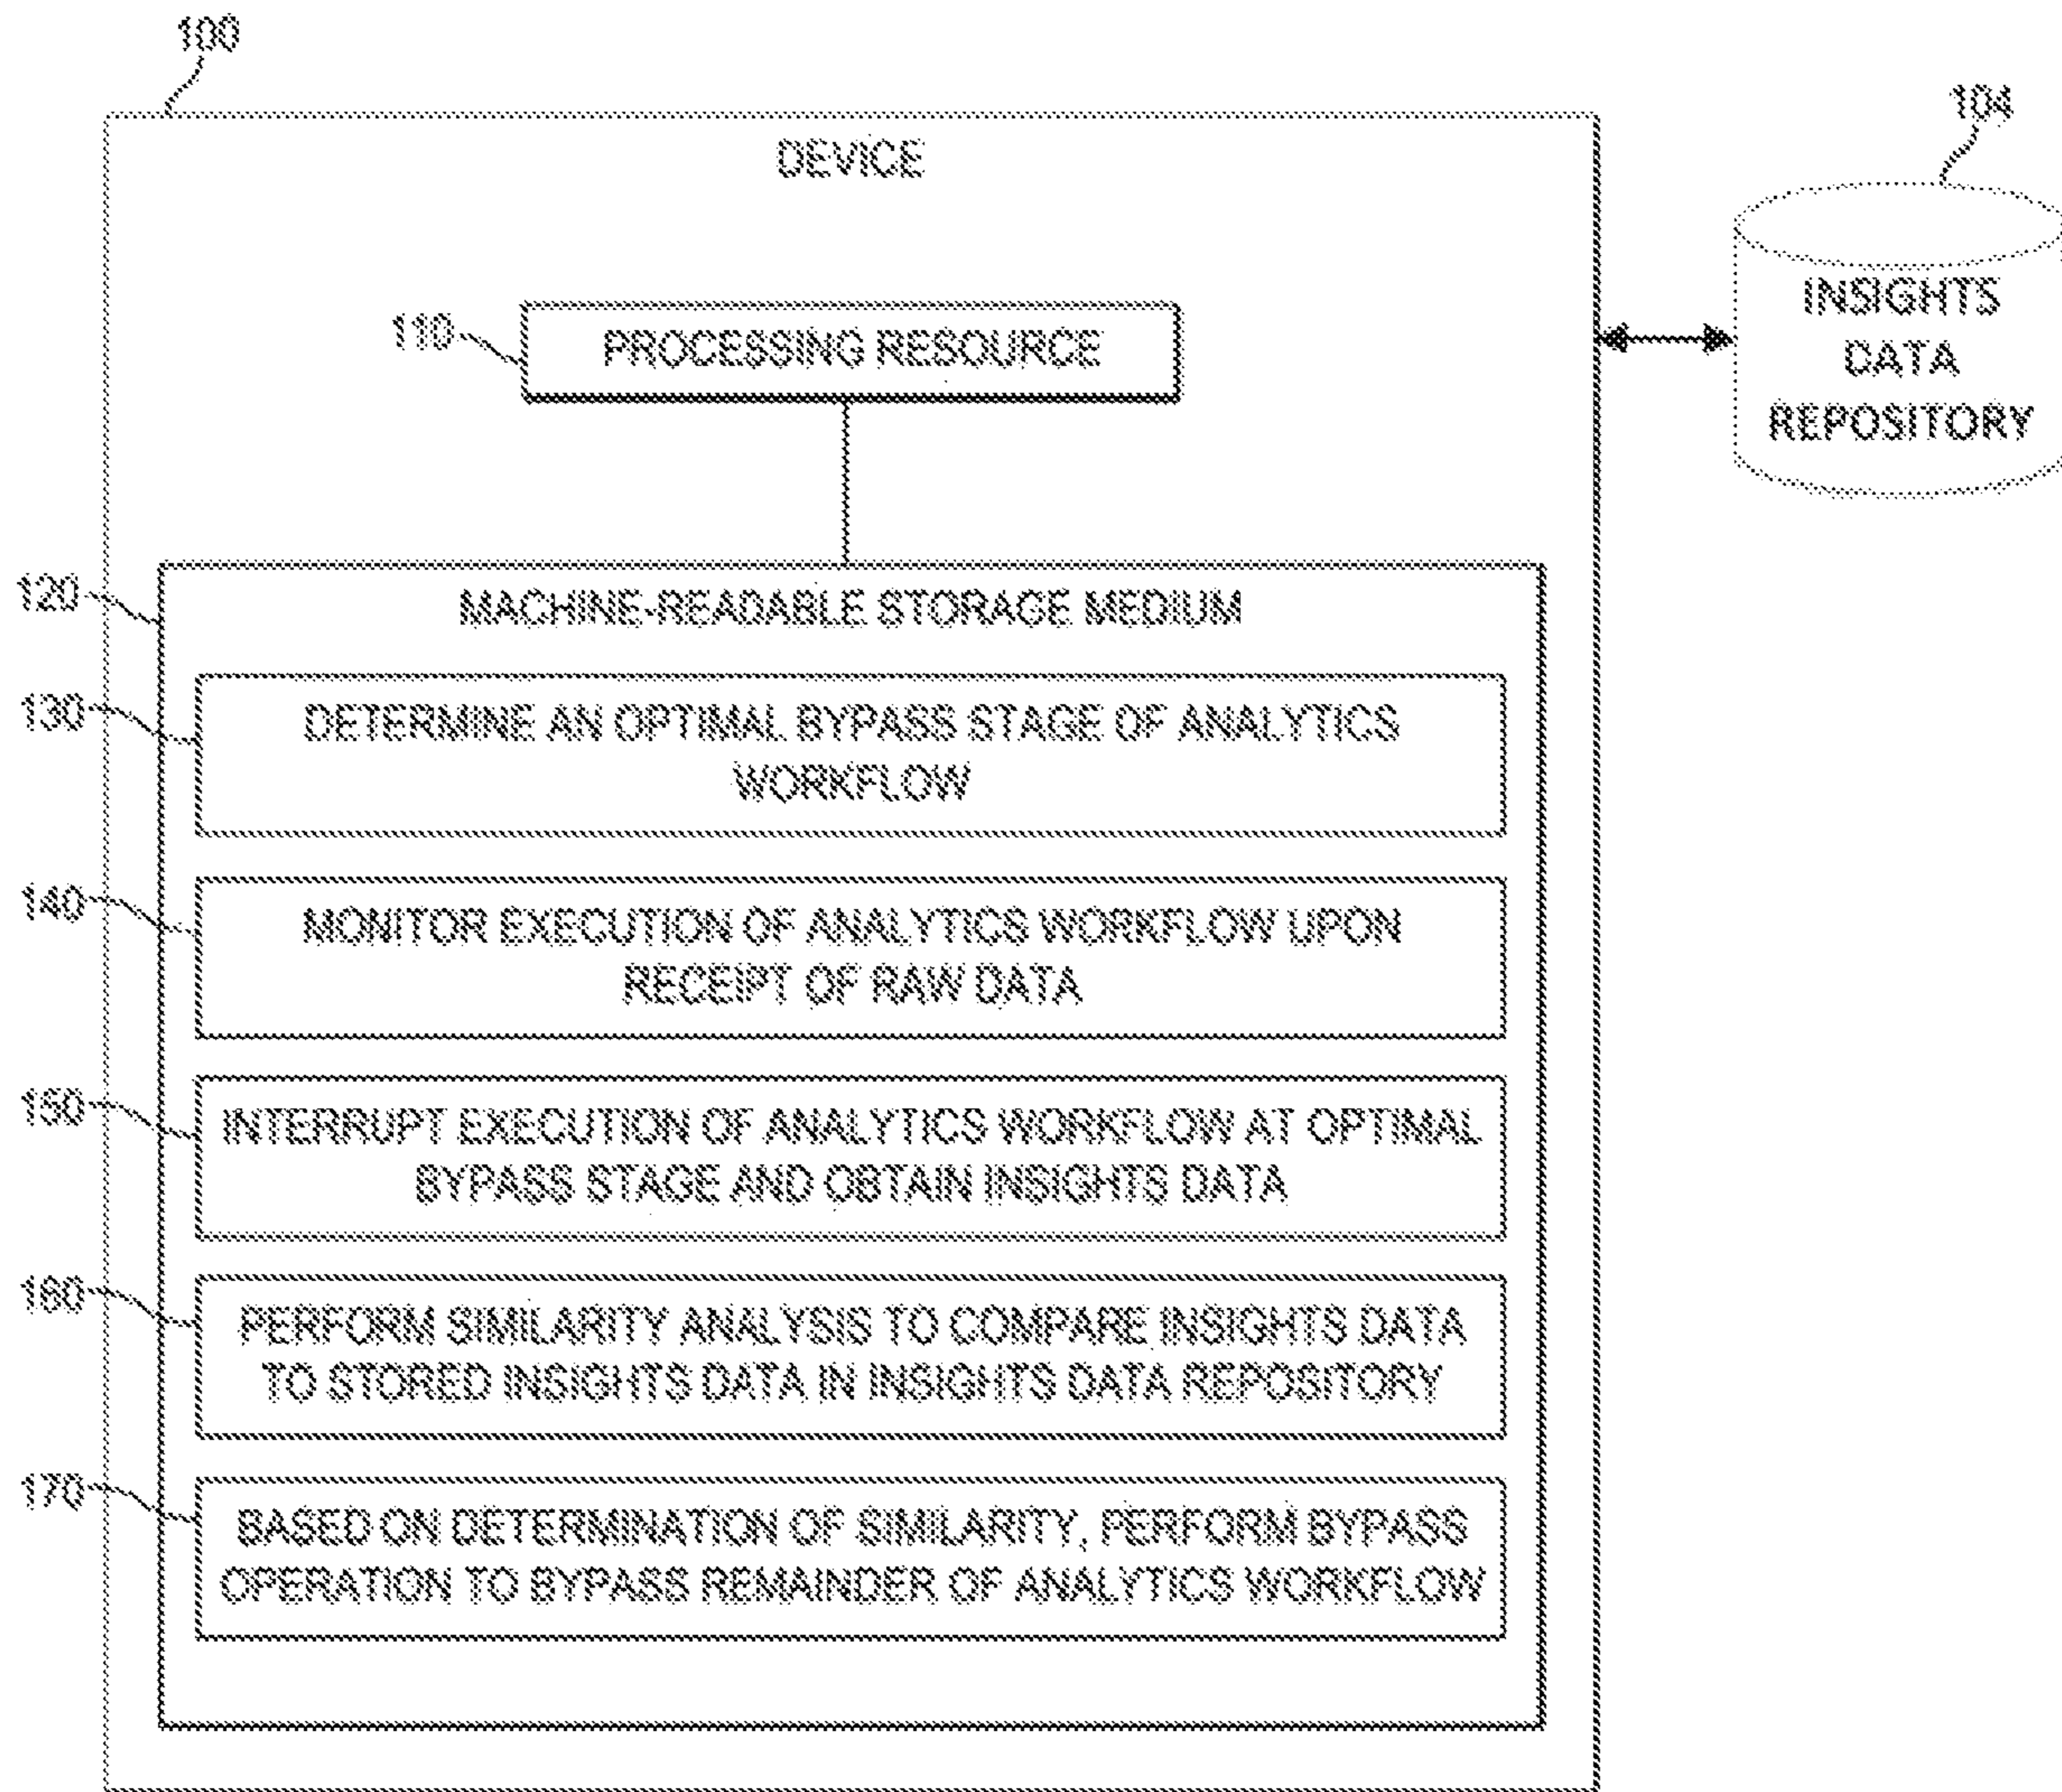 100
DEVICE
104
INSIGHTS
DATA
REPOSITORY
110
PROCESSING RESOURCE
120
MACHINE-READABLE STORAGE MEDIUM
130
DETERMINE AN OPTIMAL BYPASS STAGE OF ANALYTICS
WORKFLOW
140
MONITOR EXECUTION OF ANALYTICS WORKFLOW UPON
RECEIPT OF RAW DATA
150
INTERRUPT EXECUTION OF ANALYTICS WORKFLOW AT OPTIMAL
BYPASS STAGE AND OBTAIN INSIGHTS DATA
160
PERFORM SIMILARITY ANALYSIS TO COMPARE INSIGHTS DATA
TO STORED INSIGHTS DATA IN INSIGHTS DATA REPOSITORY
170
BASED ON DETERMINATION OF SIMILARITY, PERFORM BYPASS
OPERATION TO BYPASS REMAINDER OF ANALYTICS WORKFLOW